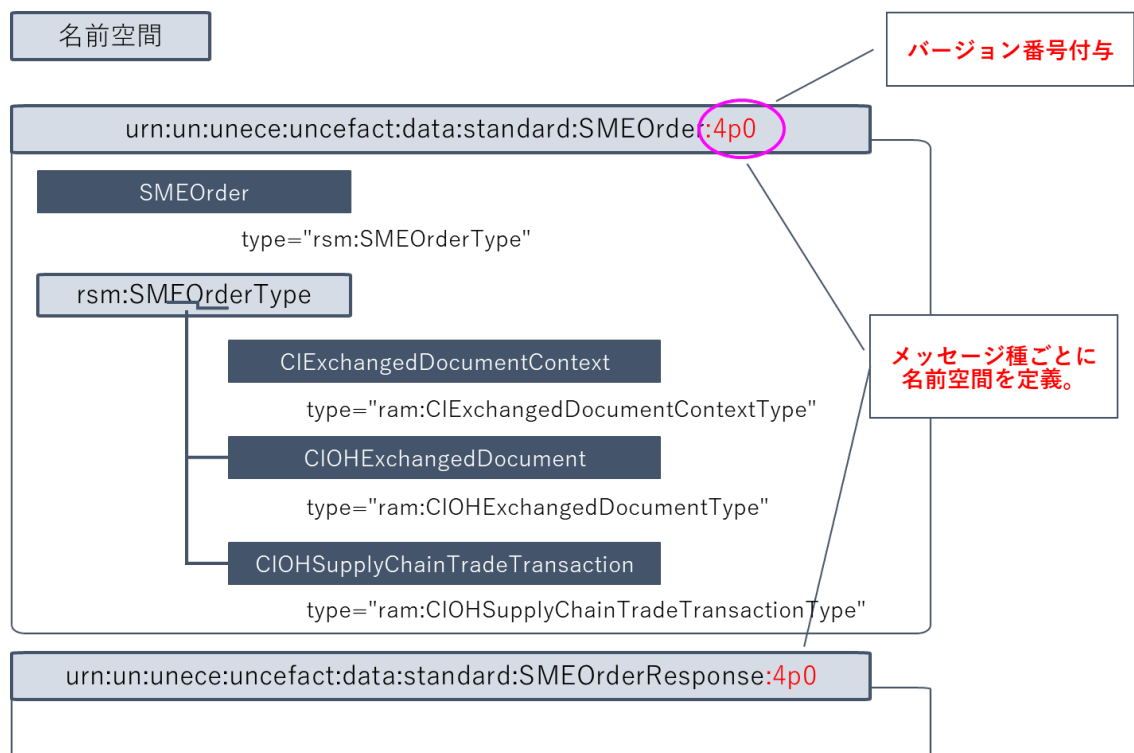 名前空間
バージョン番号付与
urn:un:unece:uncefact:data:standard:SMEOrder:4p0
SMEOrder
type="rsm:SMEOrderType"
rsm:SMEOrderType
CIExchangedDocumentContext
type="ram:CIExchangedDocumentContextType"
メッセージ種ごとに
名前空間を定義。
CIOHExchangedDocument
type="ram:CIOHExchangedDocumentType"
CIOHSupplyChainTradeTransaction
type="ram:CIOHSupplyChainTradeTransactionType"
urn:un:unece:uncefact:data:standard:SMEOrderResponse:4p0